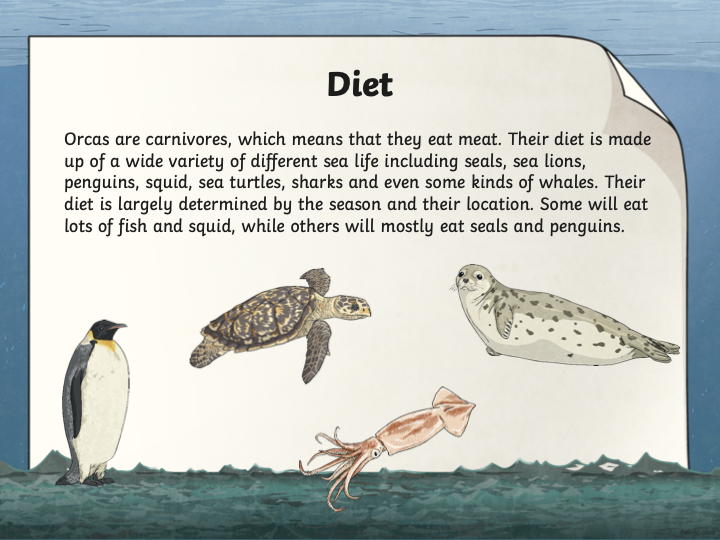 Diet
Orcas are carnivores, which means that they eat meat. Their diet is made
up of a wide variety of different sea life including seals, sea lions,
penguins, squid, sea turtles, sharks and even some kinds of whales. Their
diet is largely determined by the season and their location. Some will eat
lots of fish and squid, while others will mostly eat seals and penguins.